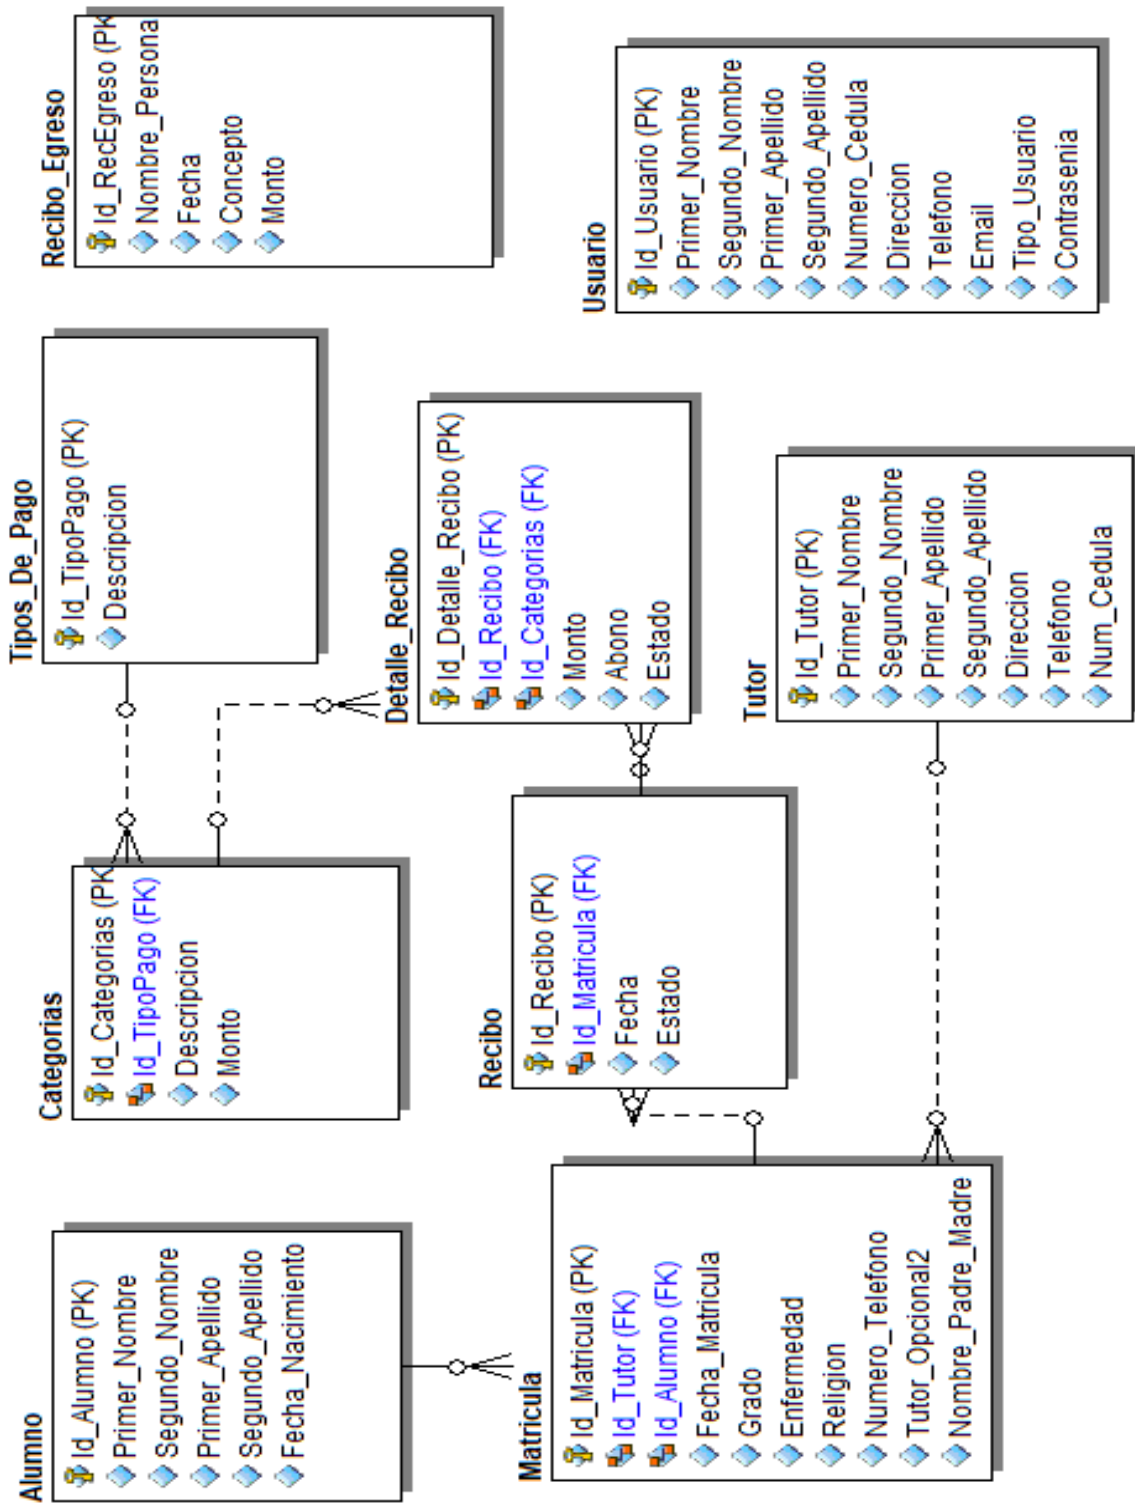 Alumno
Id_Alumno (PK)
Primer_Nombre
Segundo_Nombre
Primer_Apellido
Segundo_Apellido
Fecha_Nacimiento
Categorias
Id_Categorias (PK
Id_TipoPago (FK)
Descripcion
Monto
Tipos_De_Pago
Id_TipoPago (PK)
Descripcion
Recibo_Egreso
Id_RecEgreso (PK
Nombre_Persona
Fecha
Concepto
Monto
Matricula
Id_Matricula (PK)
Id_Tutor (FK)
Id_Alumno (FK)
Fecha_Matricula
Grado
Enfermedad
Religion
Numero_Telefono
Tutor_Opcional2
Nombre_Padre_Madre
Recibo
Id_Recibo (PK)
Id_Matricula (FK)
Fecha
Estado
Detalle_Recibo
Id_Detalle_Recibo (PK)
Id_Recibo (FK)
Id_Categorias (FK)
Monto
Abono
Estado
Tutor
Id_Tutor (PK)
Primer_Nombre
Segundo_Nombre
Primer_Apellido
Segundo_Apellido
Direccion
Telefono
Num_Cedula
Usuario
Id_Usuario (PK)
Primer_Nombre
Segundo_Nombre
Primer_Apellido
Segundo_Apellido
Numero_Cedula
Direccion
Telefono
Email
Tipo_Usuario
Contrasenia